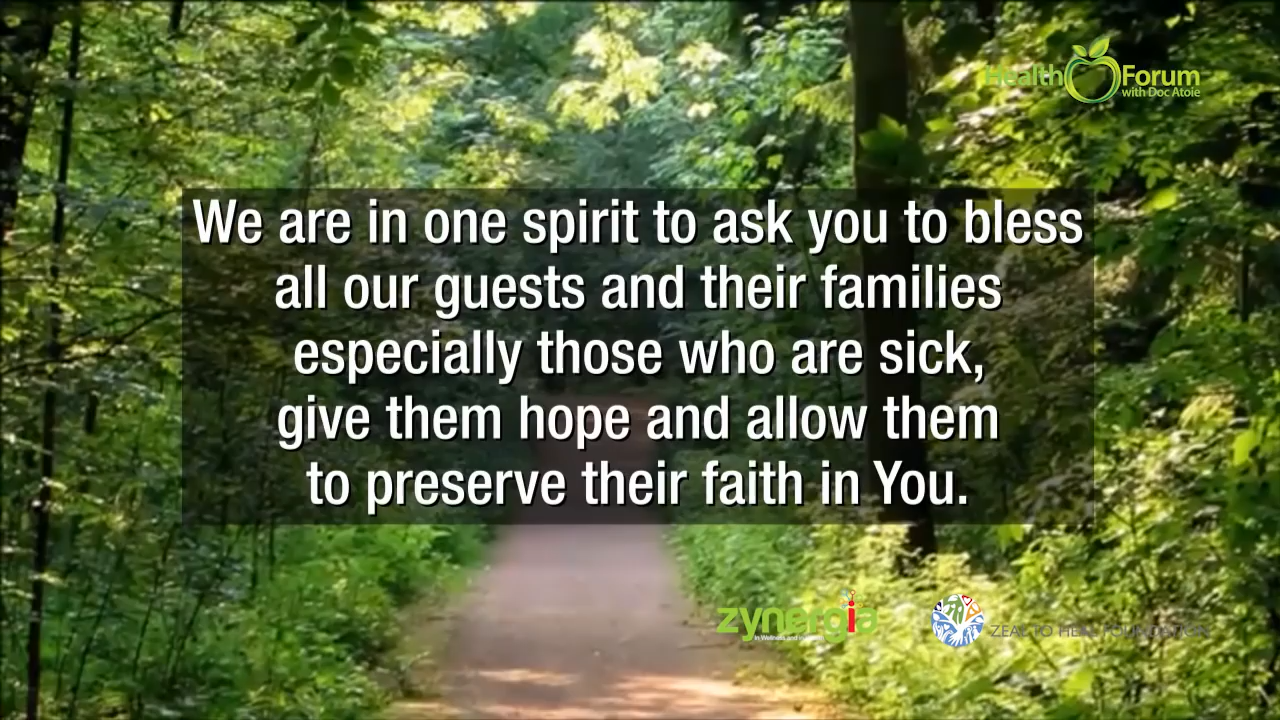 Health Forum
with Doc Atoie
We are in one spirit to ask you to bless
all our guests and their families
especially those who are sick,
give them hope and allow them
to preserve their faith in You.
zynergia
ZEAL TO HEAL FOUNDATION